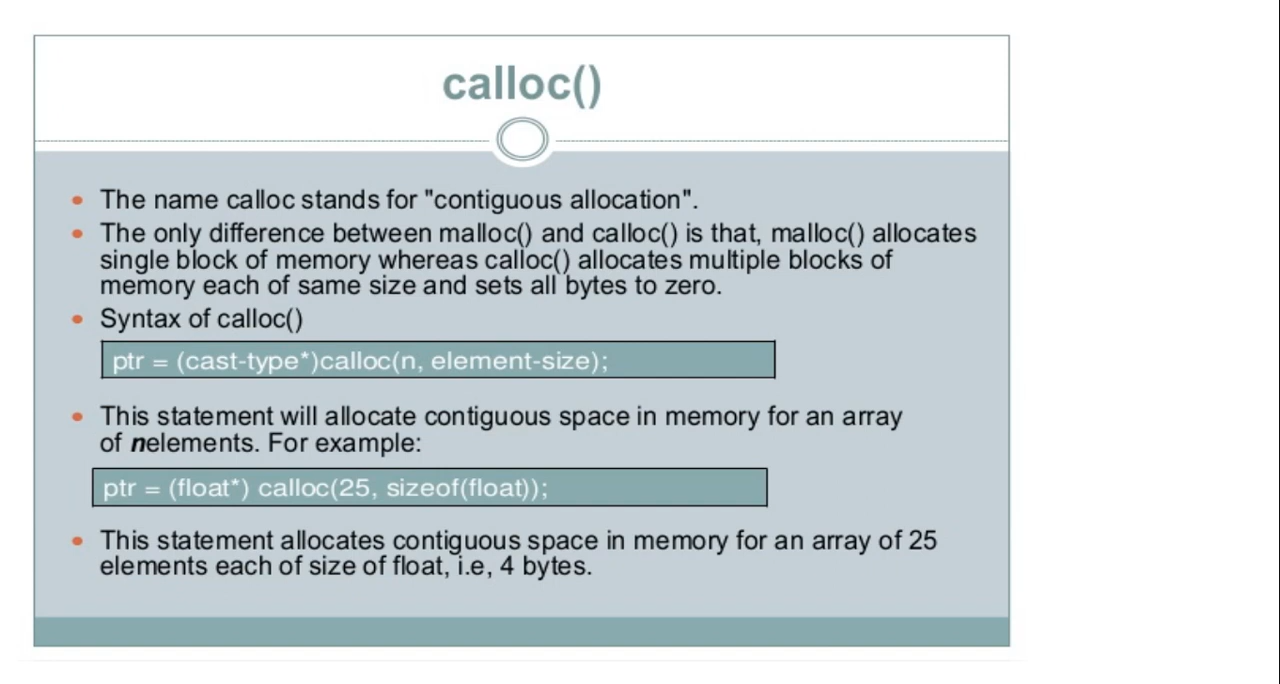 calloc()
The name calloc stands for "contiguous allocation".
The only difference between malloc() and calloc() is that, malloc() allocates
single block of memory whereas calloc() allocates multiple blocks of
memory each of same size and sets all bytes to zero.
Syntax of calloc()
ptr = (cast-type*)calloc(n, element-size);
This statement will allocate contiguous space in memory for an array
of nelements. For example:
ptr = (float*) calloc(25, sizeof(float));
This statement allocates contiguous space in memory for an array of 25
elements each of size of float, i.e, 4 bytes.